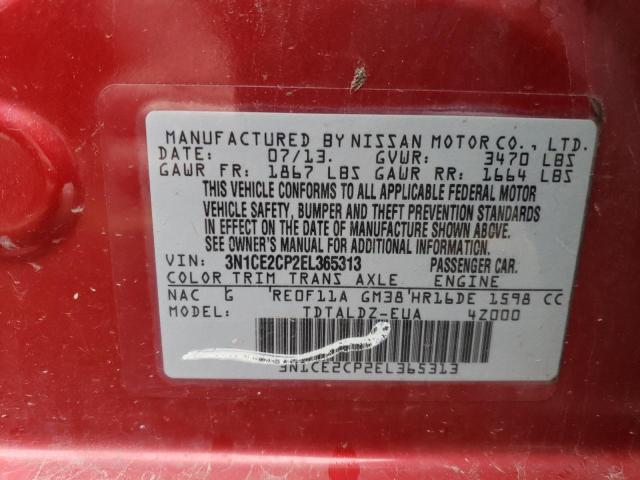 MANUFACTURED BY NISSAN MOTOR CO., LTD.
DATE: 07/13. GVWR: 3470 LBS
GAWR FR: 1867 LBS GAWR RR: 1664 LBS
THIS VEHICLE CONFORMS TO ALL APPLICABLE FEDERAL MOTOR
VEHICLE SAFETY, BUMPER AND THEFT PREVENTION STANDARDS
IN EFFECT ON THE DATE OF MANUFACTURE SHOWN ABOVE.
SEE OWNER'S MANUAL FOR ADDITIONAL INFORMATION.
VIN: 3N1CE2CP2EL365313 PASSENGER CAR.
COLOR TRIM TRANS AXLE ENGINE
NAC G 'RE0F11A GM38'HR16DE 1598 CC
MODEL: TDTALDZ-EUA 4Z000
3N1CE2CP2EL365313